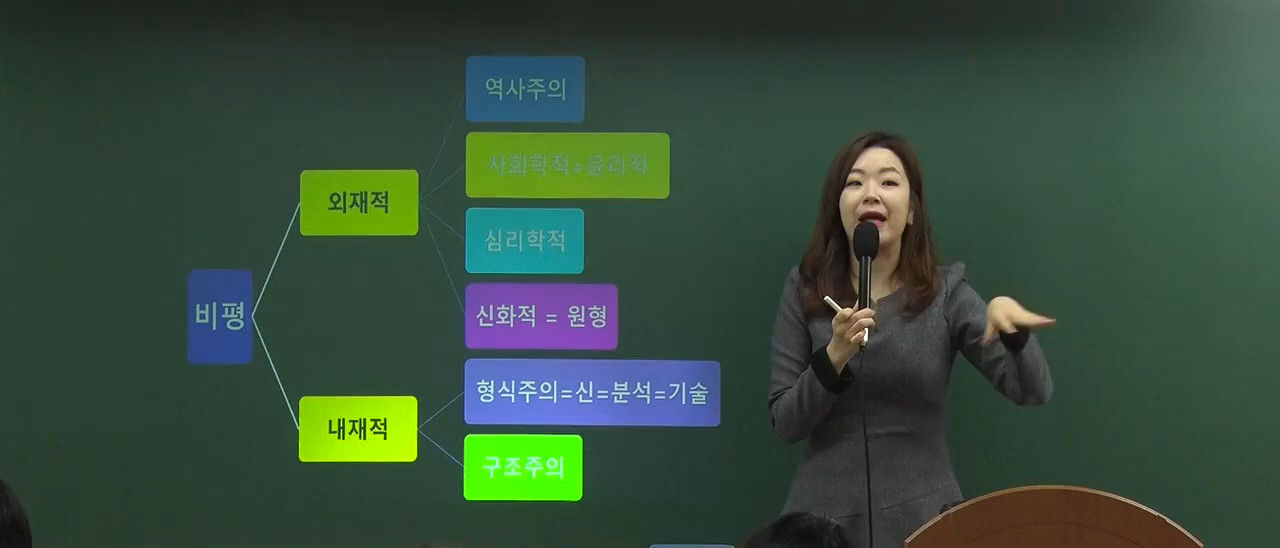 비평
외재적
역사주의
사회학적=윤리적
심리학적
신화적 = 원형
내재적
형식주의=신=분석=기술
구조주의